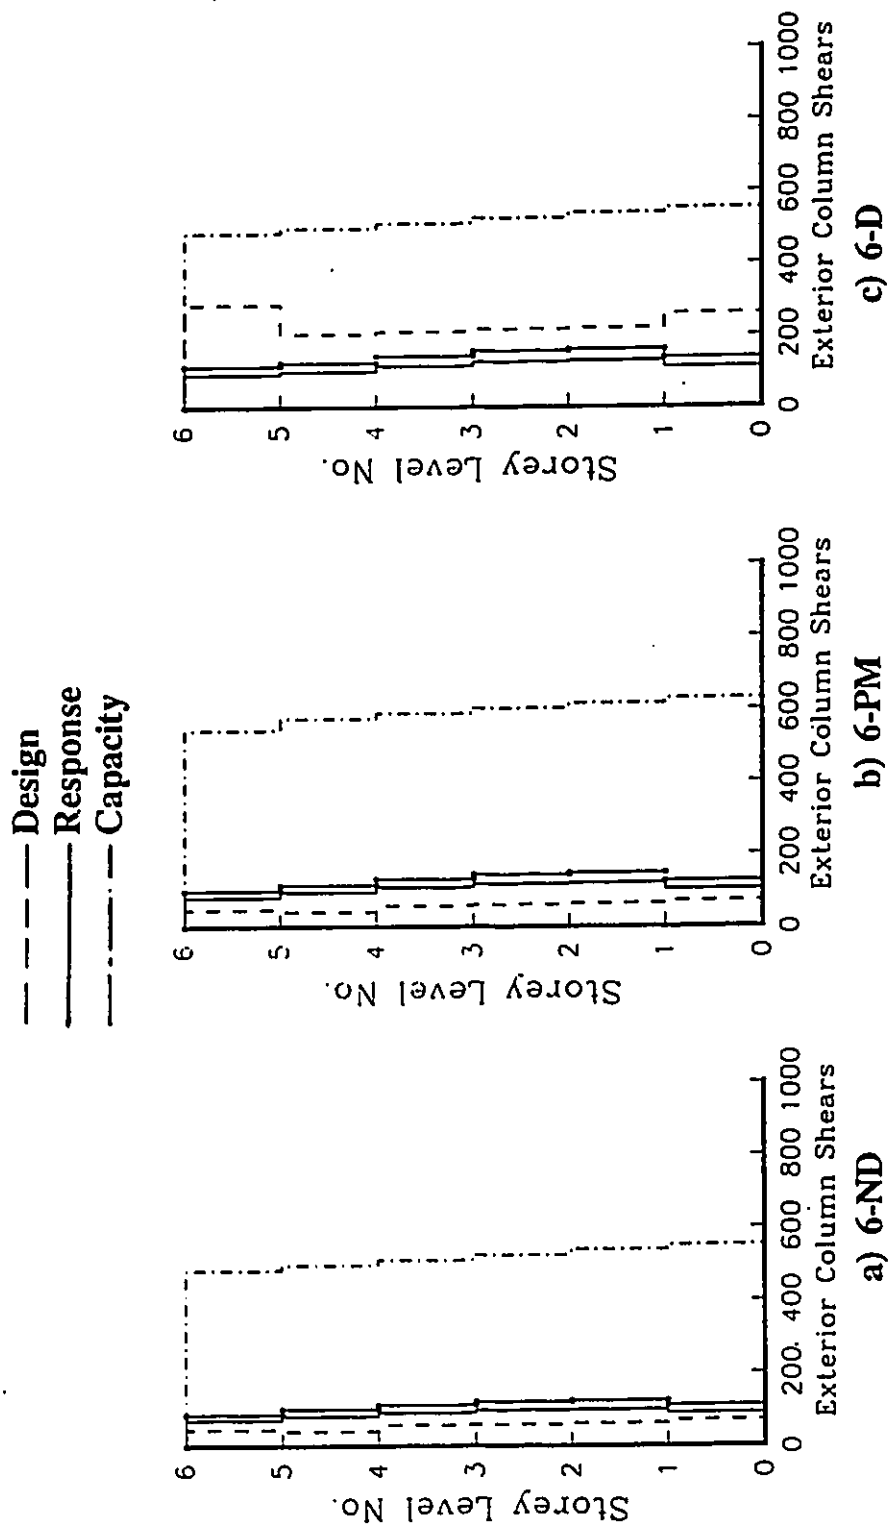 Design
Response
Capacity
6
5
4
3
2
1
0
Storey Level No.
0 200. 400 600 800 1000
Exterior Column Shears
a) 6-ND
6
5
4
3
2
1
0
Storey Level No.
0 200 400 600 800 1000
Exterior Column Shears
b) 6-PM
6
5
4
3
2
1
0
Storey Level No.
0 200 400 600 800 1000
Exterior Column Shears
c) 6-D